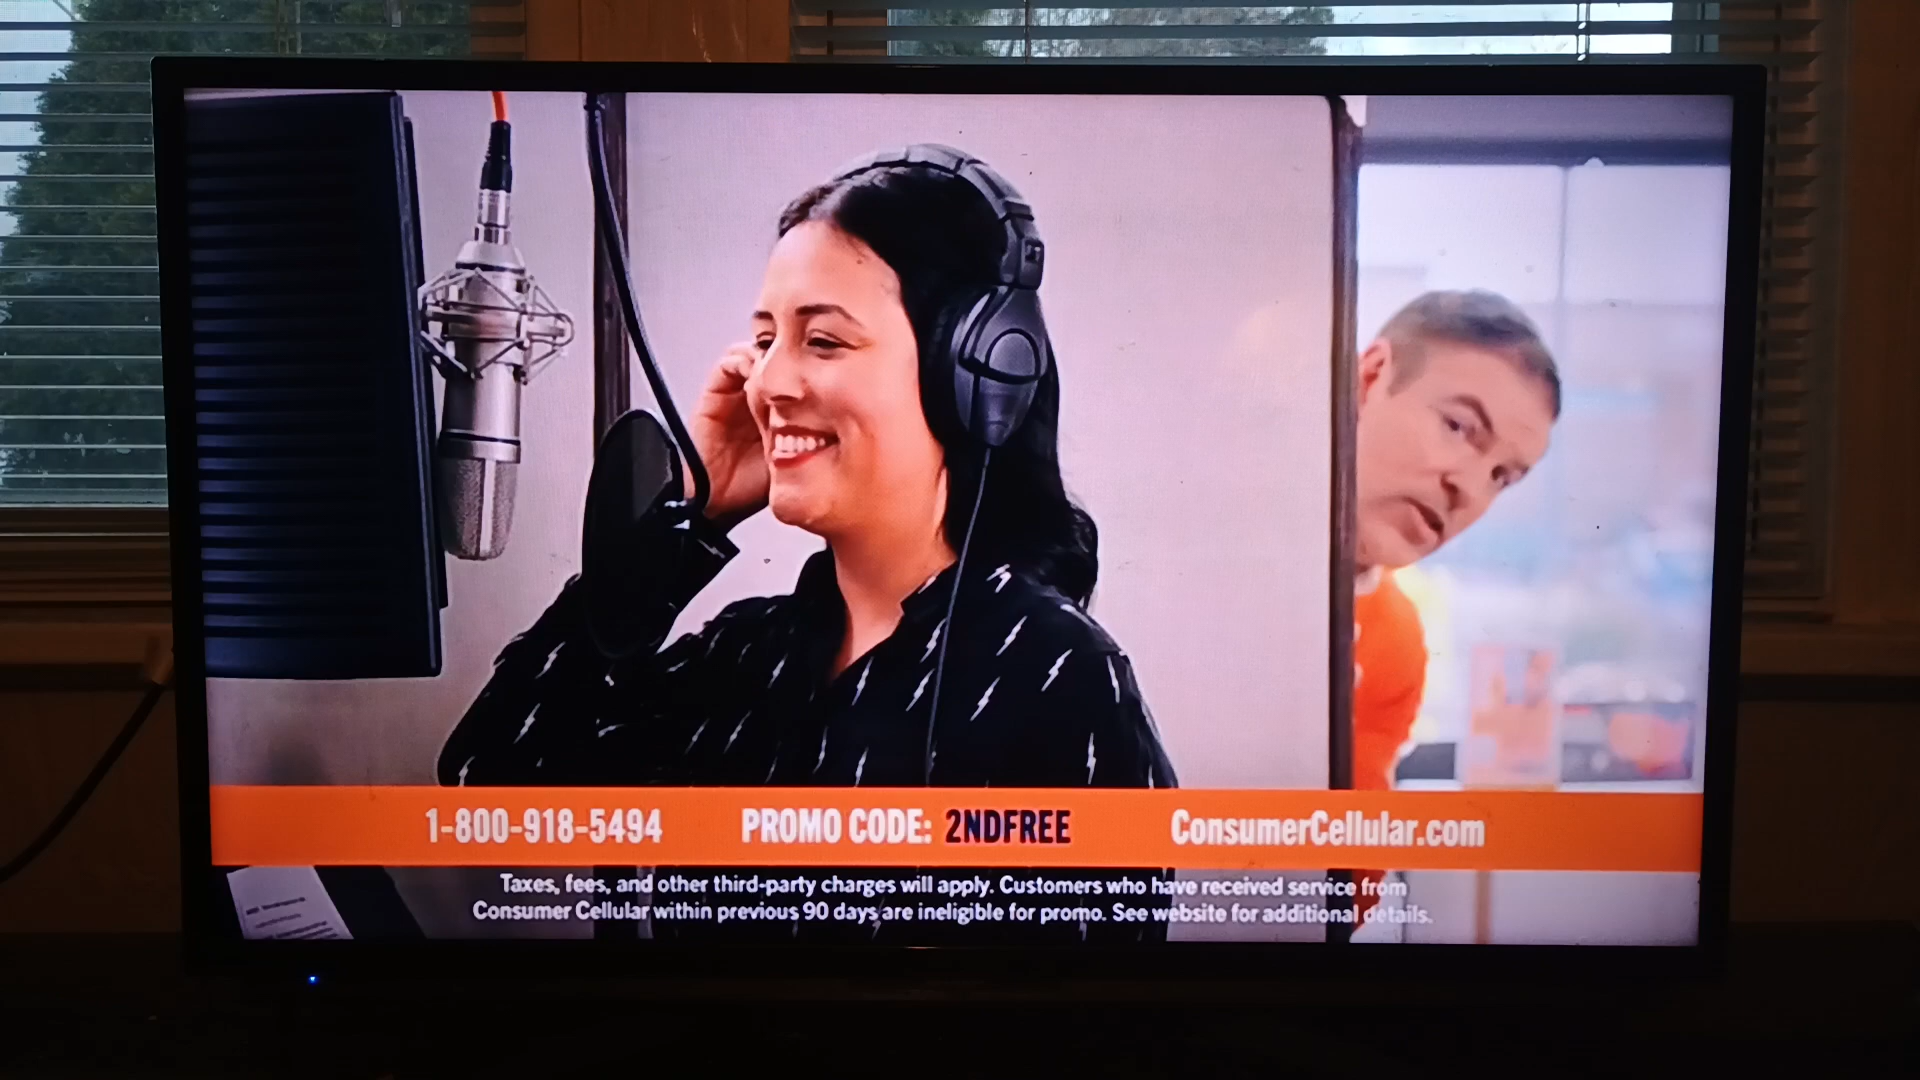 1-800-918-5494 PROMO CODE: 2NDFREE ConsumerCellular.com
Taxes, fees, and other third-party charges will apply. Customers who have received service from
Consumer Cellular within previous 90 days are ineligible for promo. See website for additional details.